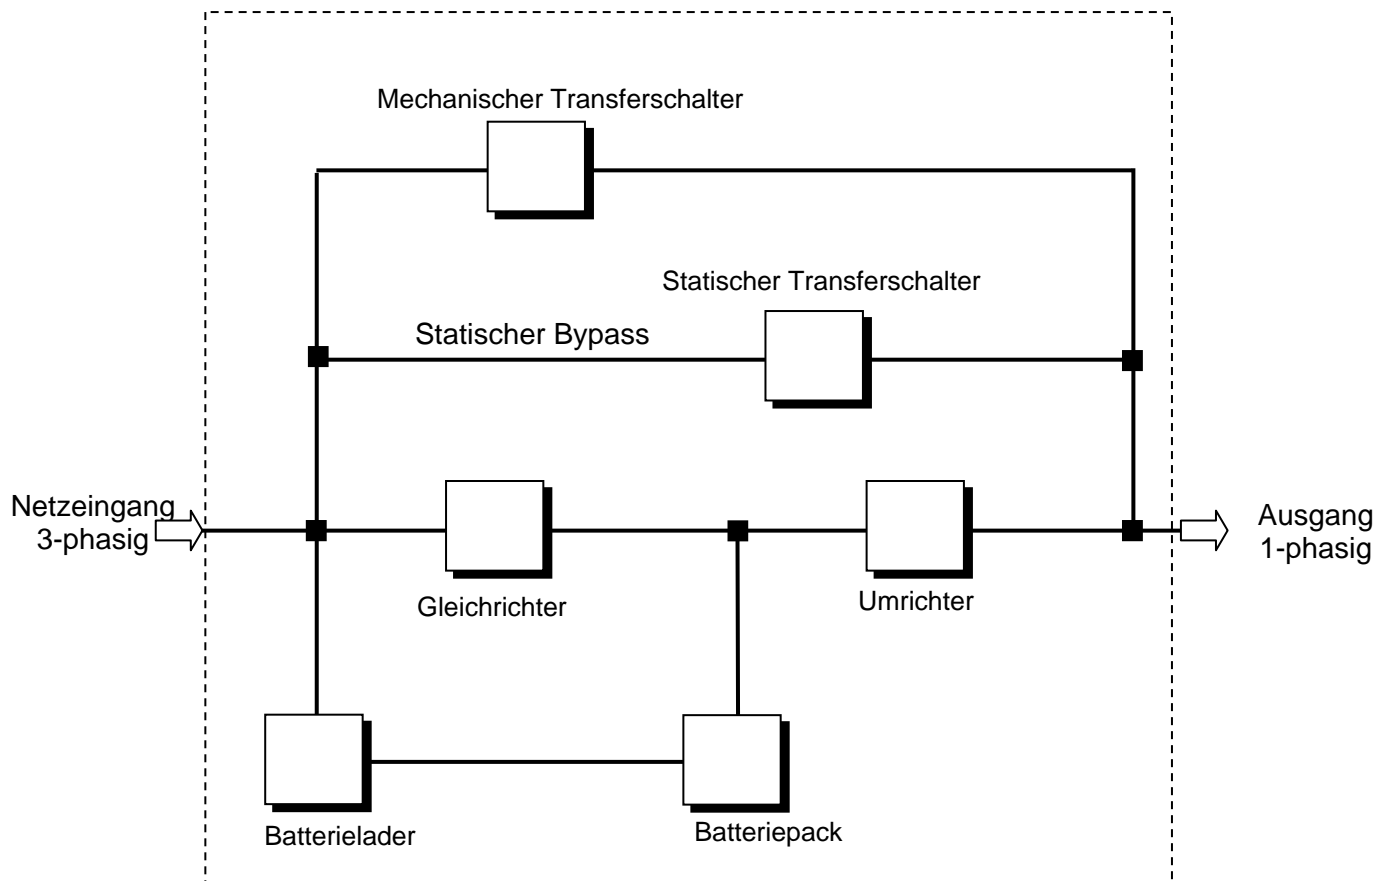 Mechanischer Transferschalter
Statischer Transferschalter
Statischer Bypass
Netzeingang
3-phasig
Ausgang
1-phasig
Gleichrichter
Umrichter
Batterielader
Batteriepack